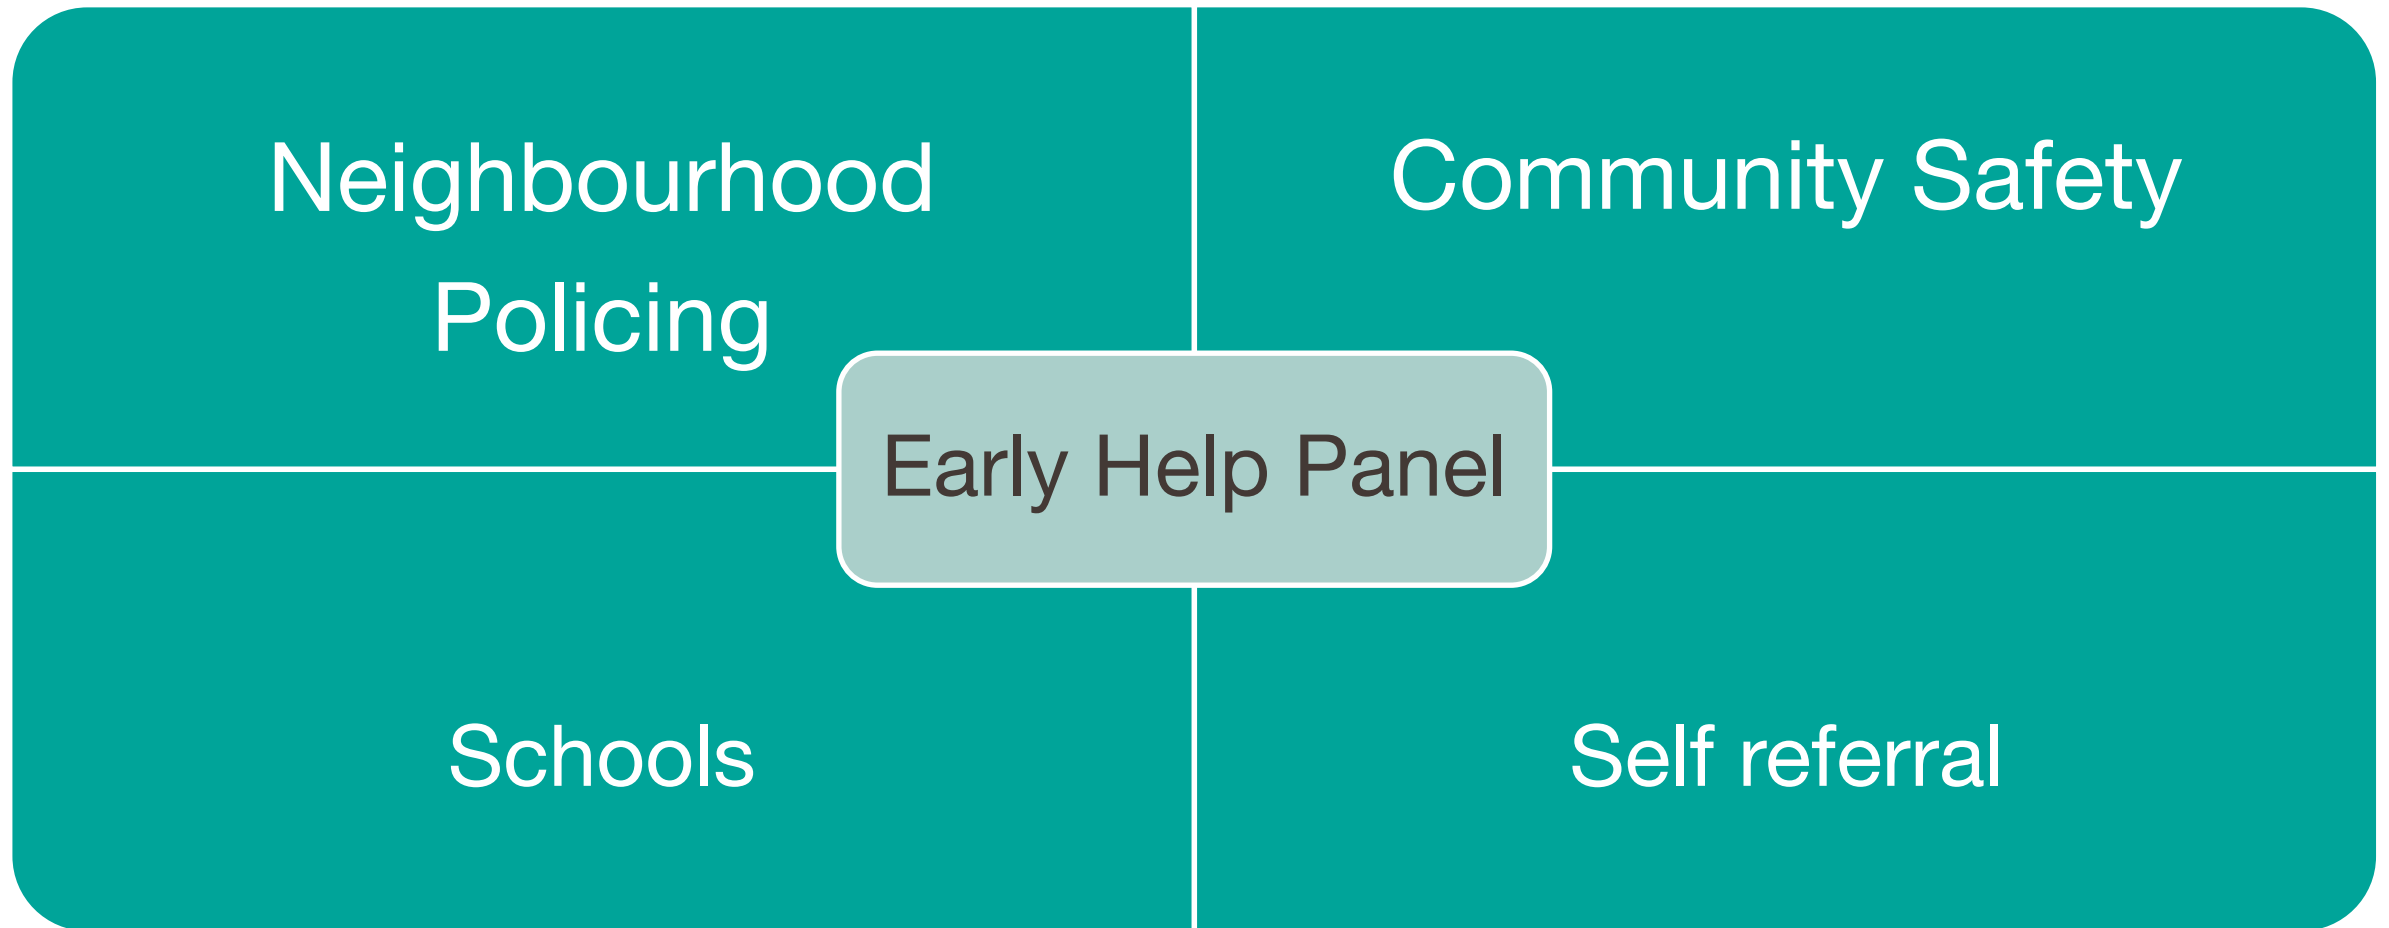 Neighbourhood
Policing
Community Safety
Early Help Panel
Schools
Self referral